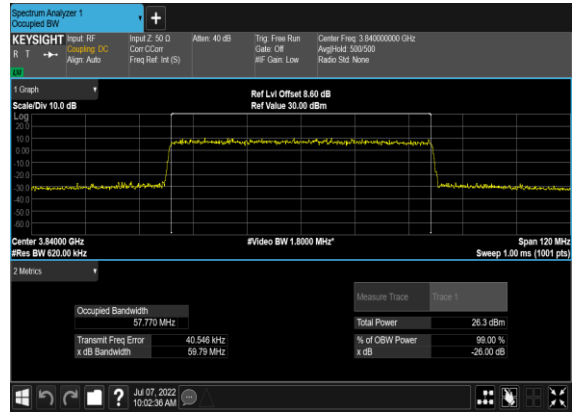 Spectrum Analyzer 1
Occupied BW
KEYSIGHT Input: RF Input Z: 50 Ω Atten: 40 dB Trig: Free Run Center Freq: 3.840000000 GHz
R T Coupling: DC Corr CCorr Gate: Off Avg|Hold: 500/500
Align: Auto Freq Ref: Int (S) #IF Gain: Low Radio Std: None
1 Graph
Ref Lvl Offset 8.60 dB
Scale/Div 10.0 dB Ref Value 30.00 dBm
Log
20.0
10.0
0.00
-10.0
-20.0
-30.0
-40.0
-50.0
-60.0
Center 3.84000 GHz #Video BW 1.8000 MHz* Span 120 MHz
#Res BW 620.00 kHz Sweep 1.00 ms (1001 pts)
2 Metrics
Measure Trace Trace 1
Occupied Bandwidth
57.770 MHz Total Power 26.3 dBm
Transmit Freq Error 40.546 kHz % of OBW Power 99.00 %
x dB Bandwidth 59.79 MHz x dB -26.00 dB
? Jul 07, 2022
10:02:36 AM